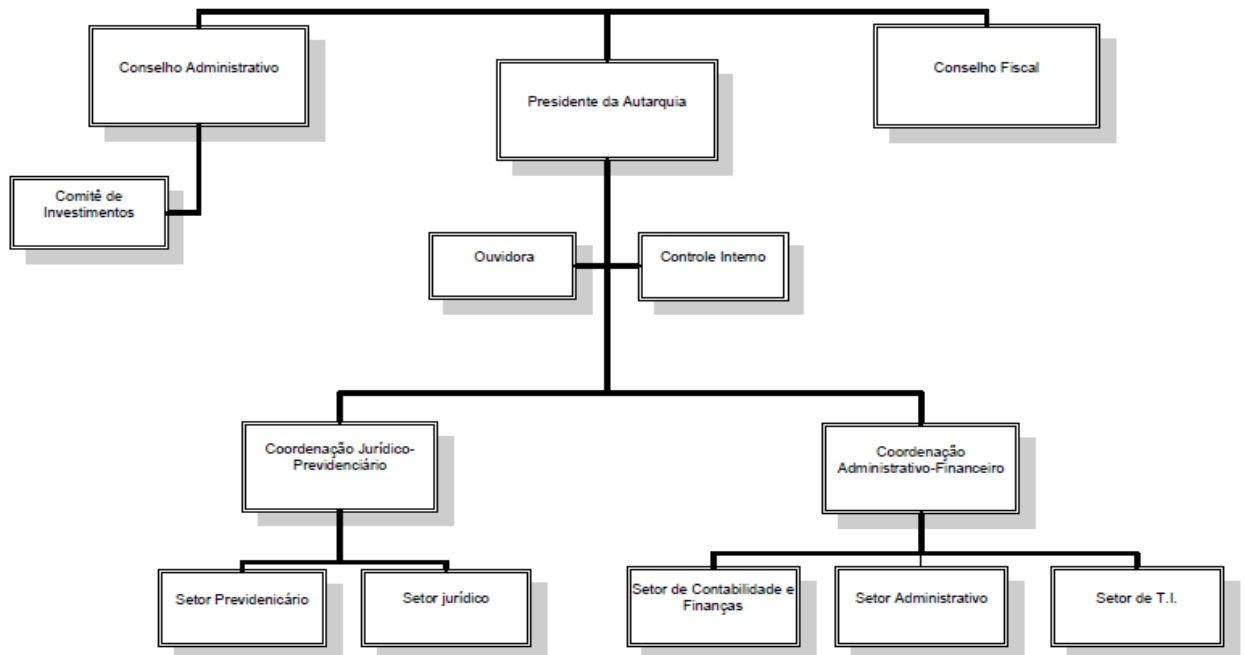 Conselho Administrativo
Presidente da Autarquia
Conselho Fiscal
Comitê de
Investimentos
Ouvidora
Controle Interno
Coordenação Jurídico-
Previdenciário
Coordenação
Administrativo-Financeiro
Setor Previdenicário
Setor jurídico
Setor de Contabilidade e
Finanças
Setor Administrativo
Setor de T.I.